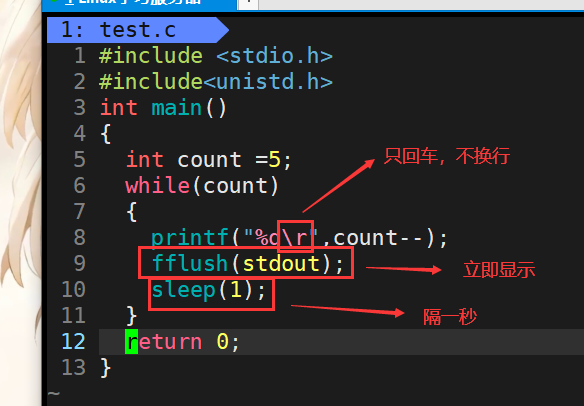 1: test.c
1 #include <stdio.h>
2 #include<unistd.h>
3 int main()
4 {
5 int count =5;
6 while(count)
7 {
8 printf("%d\r",count--);
9 fflush(stdout);
10 sleep(1);
11 }
12 return 0;
13 }
~
只回车，不换行
立即显示
隔一秒